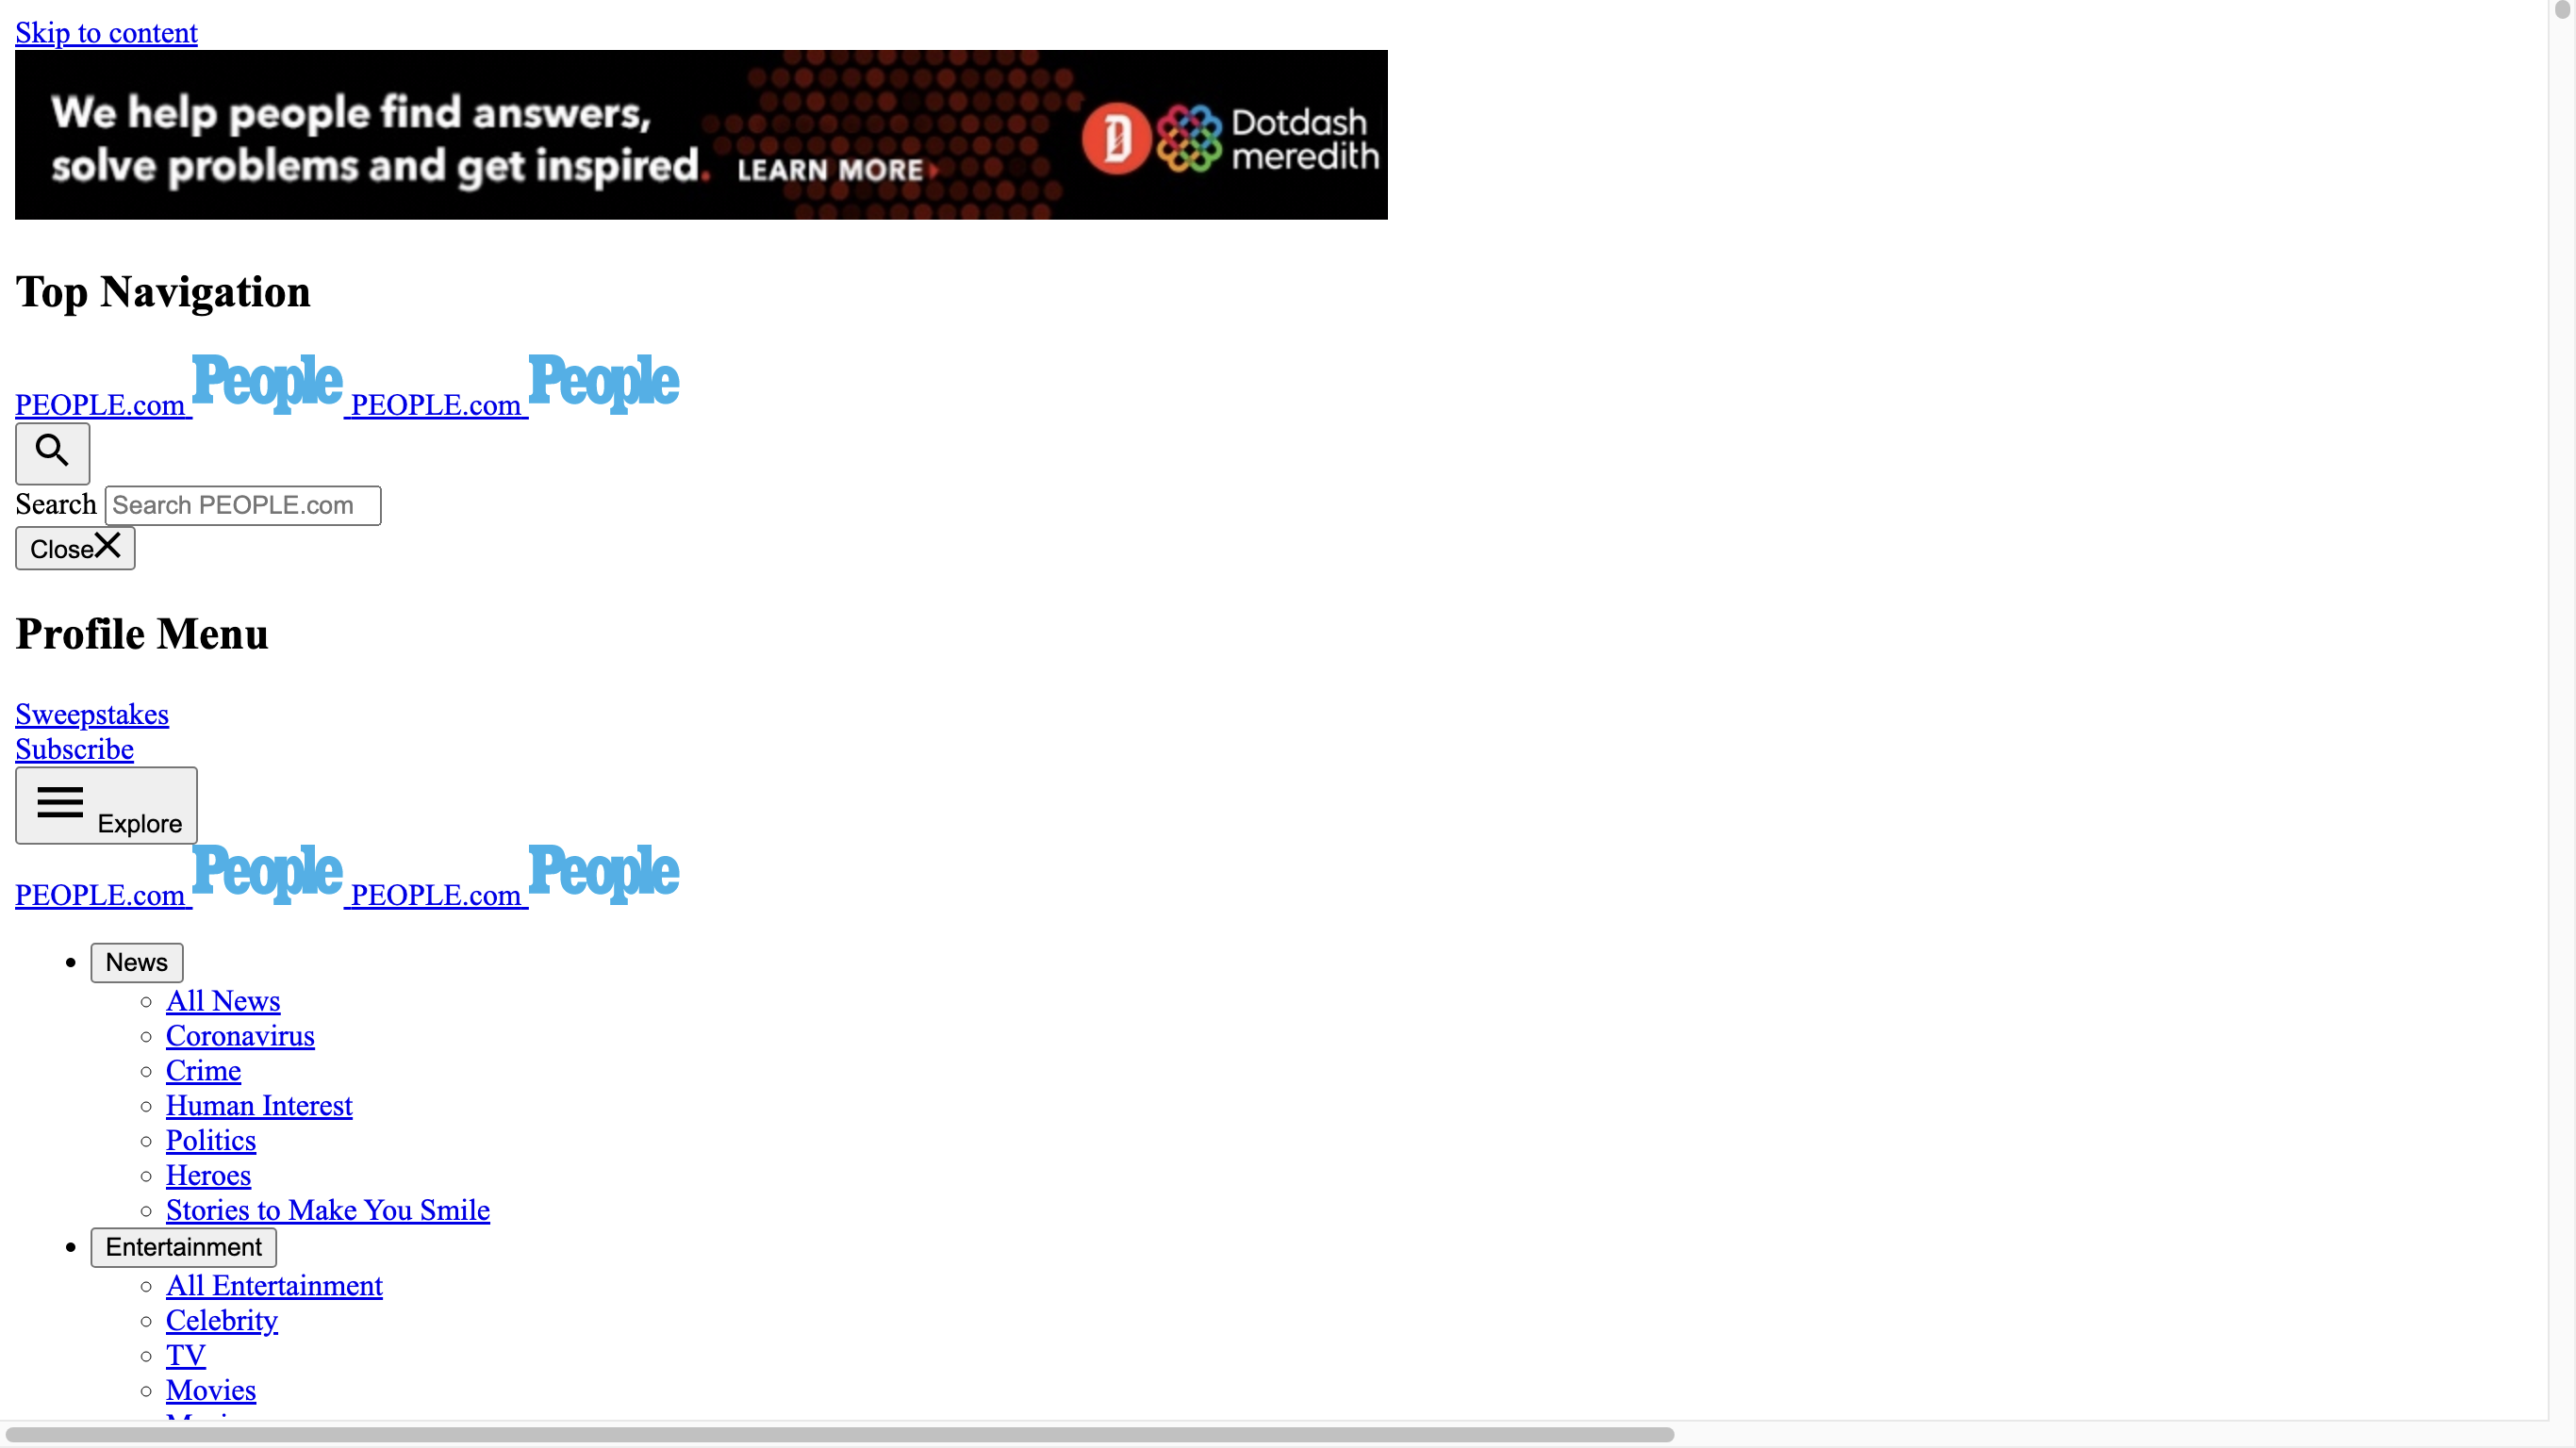 Skip to content
We help people find answers,
solve problems and get inspired. LEARN MORE
Dotdash
meredith
Top Navigation
PEOPLE.com People PEOPLE.com People
Search Search PEOPLE.com
Close
Profile Menu
Sweepstakes
Subscribe
Explore
PEOPLE.com People PEOPLE.com People
News
All News
Coronavirus
Crime
Human Interest
Politics
Heroes
Stories to Make You Smile
Entertainment
All Entertainment
Celebrity
TV
Movies